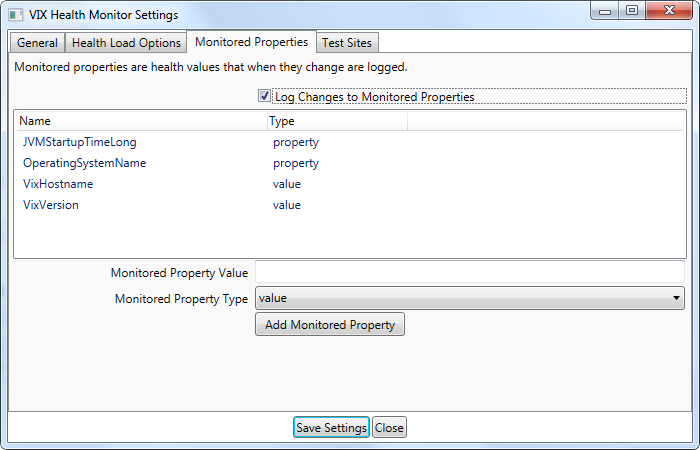 VIX Health Monitor Settings
General Health Load Options Monitored Properties Test Sites
Monitored properties are health values that when they change are logged.
Log Changes to Monitored Properties
Name Type
JVMStartupTimeLong property
OperatingSystemName property
VixHostname value
VixVersion value
Monitored Property Value
Monitored Property Type value
Add Monitored Property
Save Settings Close